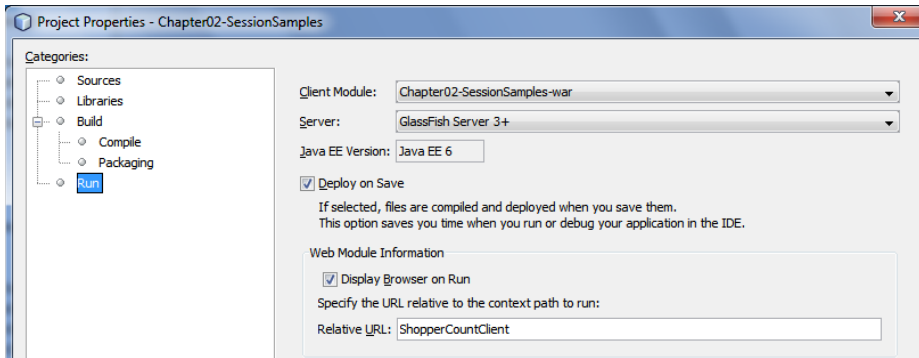 Project Properties - Chapter02-SessionSamples
Categories:
Sources
Libraries
Build
Compile
Packaging
Run
Client Module: Chapter02-SessionSamples-war
Server: GlassFish Server 3+
Java EE Version: Java EE 6
Deploy on Save
If selected, files are compiled and deployed when you save them.
This option saves you time when you run or debug your application in the IDE.
Web Module Information
Display Browser on Run
Specify the URL relative to the context path to run:
Relative URL: ShopperCountClient